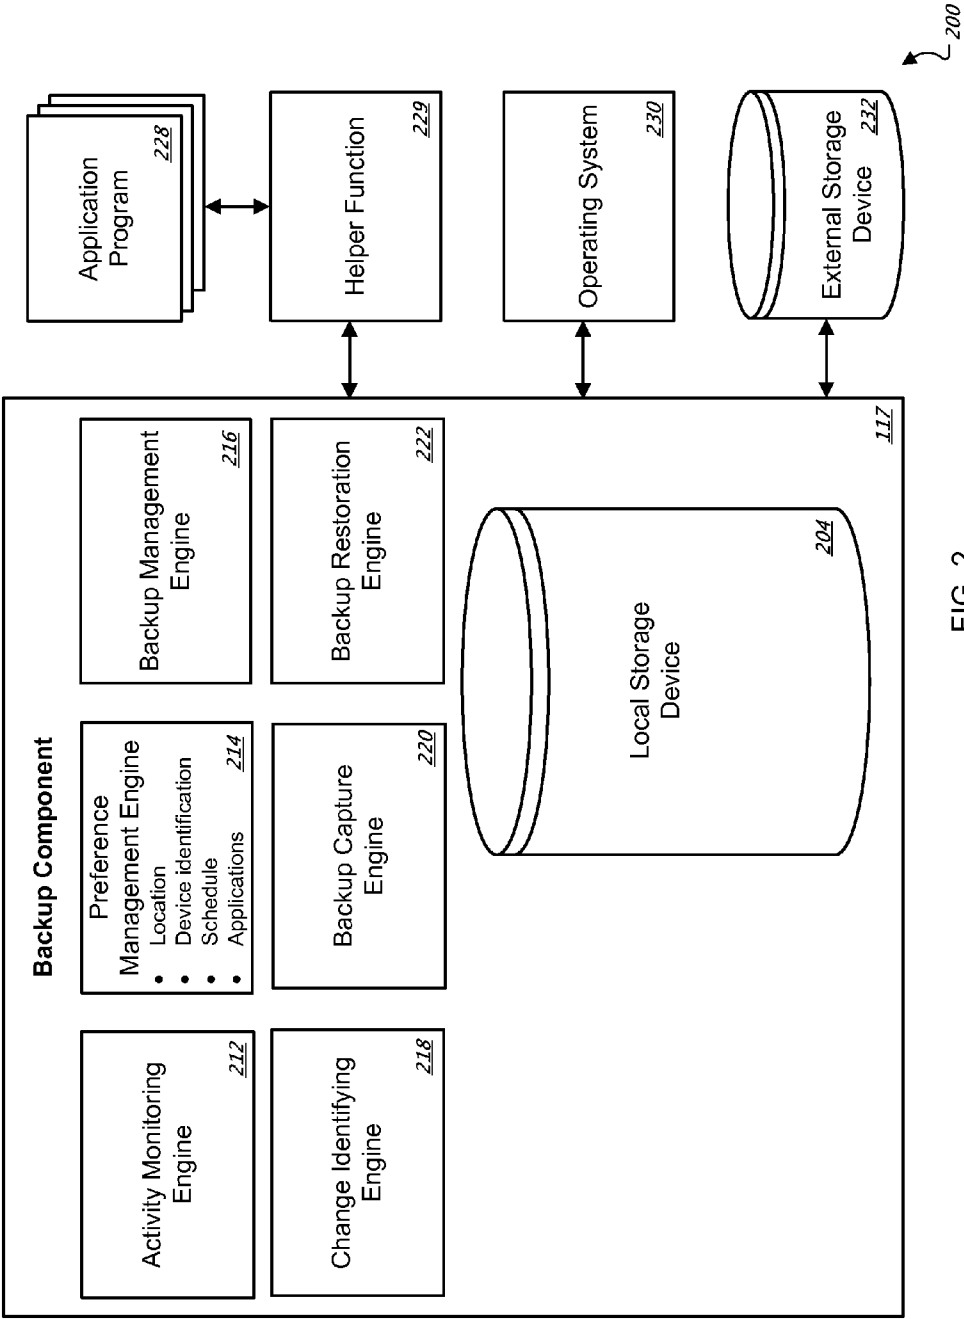 Backup Component
Activity Monitoring
Engine
212
Preference
Management Engine
• Location
• Device identification
• Schedule
• Applications
214
Backup Management
Engine
216
Change Identifying
Engine
218
Backup Capture
Engine
220
Backup Restoration
Engine
222
Local Storage
Device
204
117
Application
Program
228
Helper Function
229
Operating System
230
External Storage
Device
232
200
FIG. 2